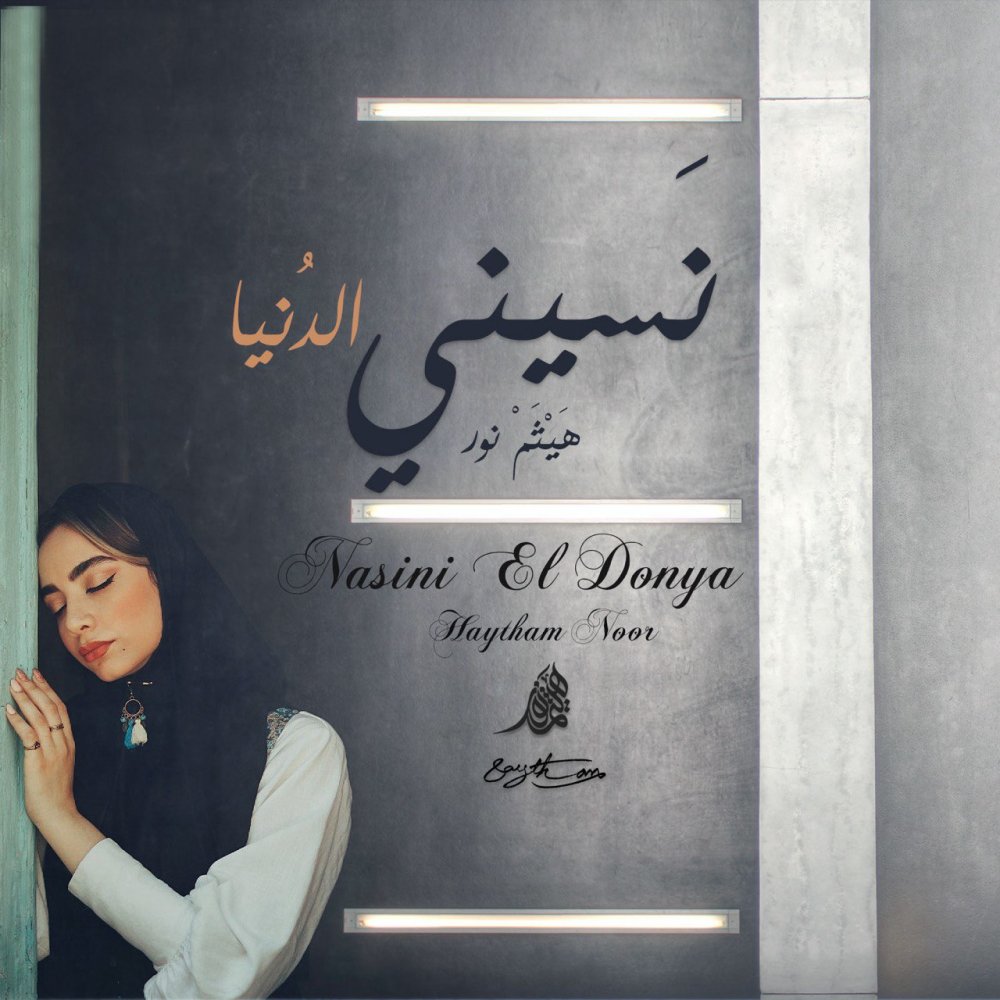 نَسيني الدُنيا
هَيْثَمْ نور
Nasini El Donya
Haytham Noor